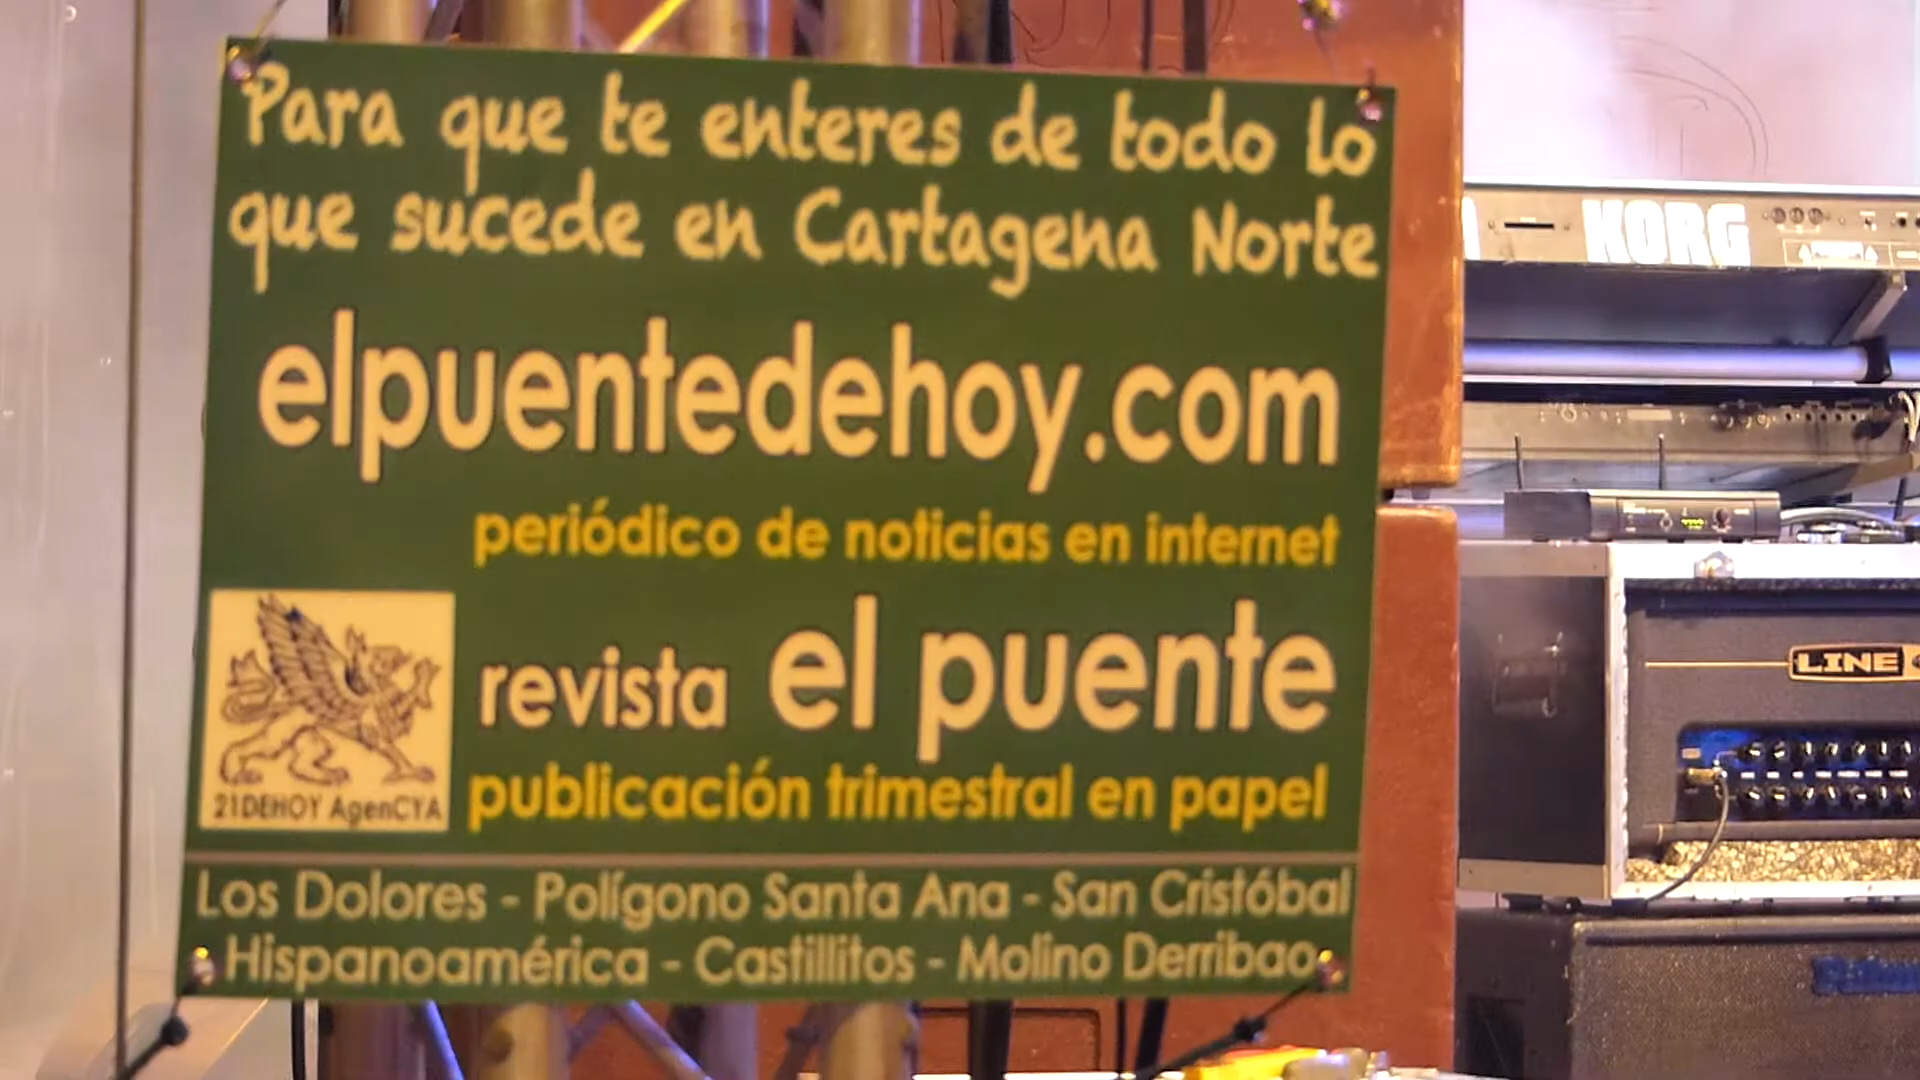 Para que te enteres de todo lo
que sucede en Cartagena Norte
elpuentedehoy.com
periódico de noticias en internet
revista el puente
publicación trimestral en papel
21DEHOY AgenCYA
Los Dolores - Polígono Santa Ana - San Cristóbal
Hispanoamérica - Castillitos - Molino Derribao
KORG
LINE